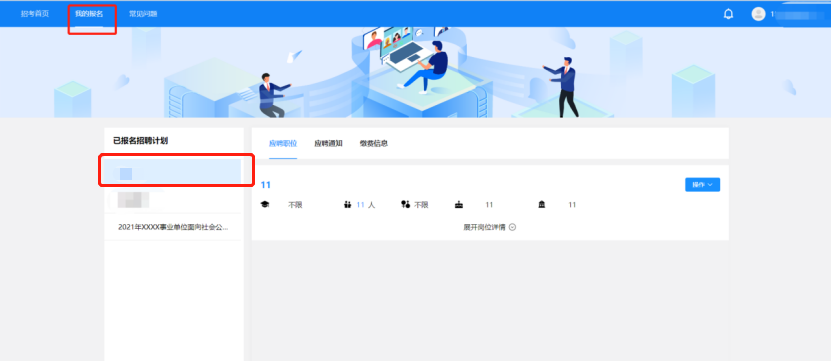 招考首页 我的报名 常见问题
已报名招聘计划
应聘职位 应聘通知 缴费信息
11
操作
不限 11 人 不限 11 11
展开岗位详情
2021年XXXX事业单位面向社会公...